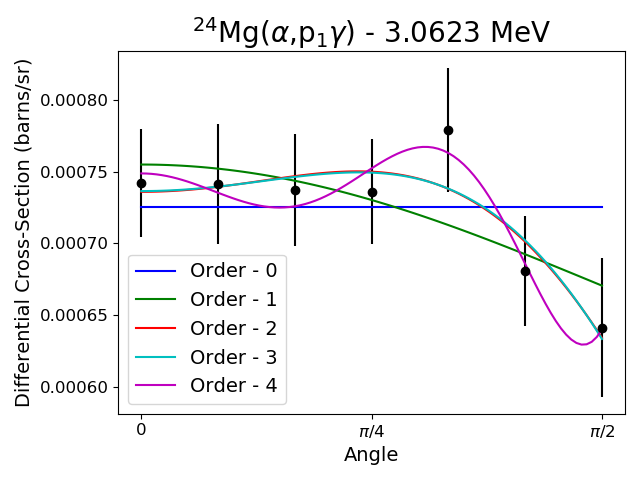 ²⁴Mg(α,p₁γ) - 3.0623 MeV
Differential Cross-Section (barns/sr)
0.00080
0.00075
0.00070
0.00065
0.00060
Order - 0
Order - 1
Order - 2
Order - 3
Order - 4
0
π/4
π/2
Angle